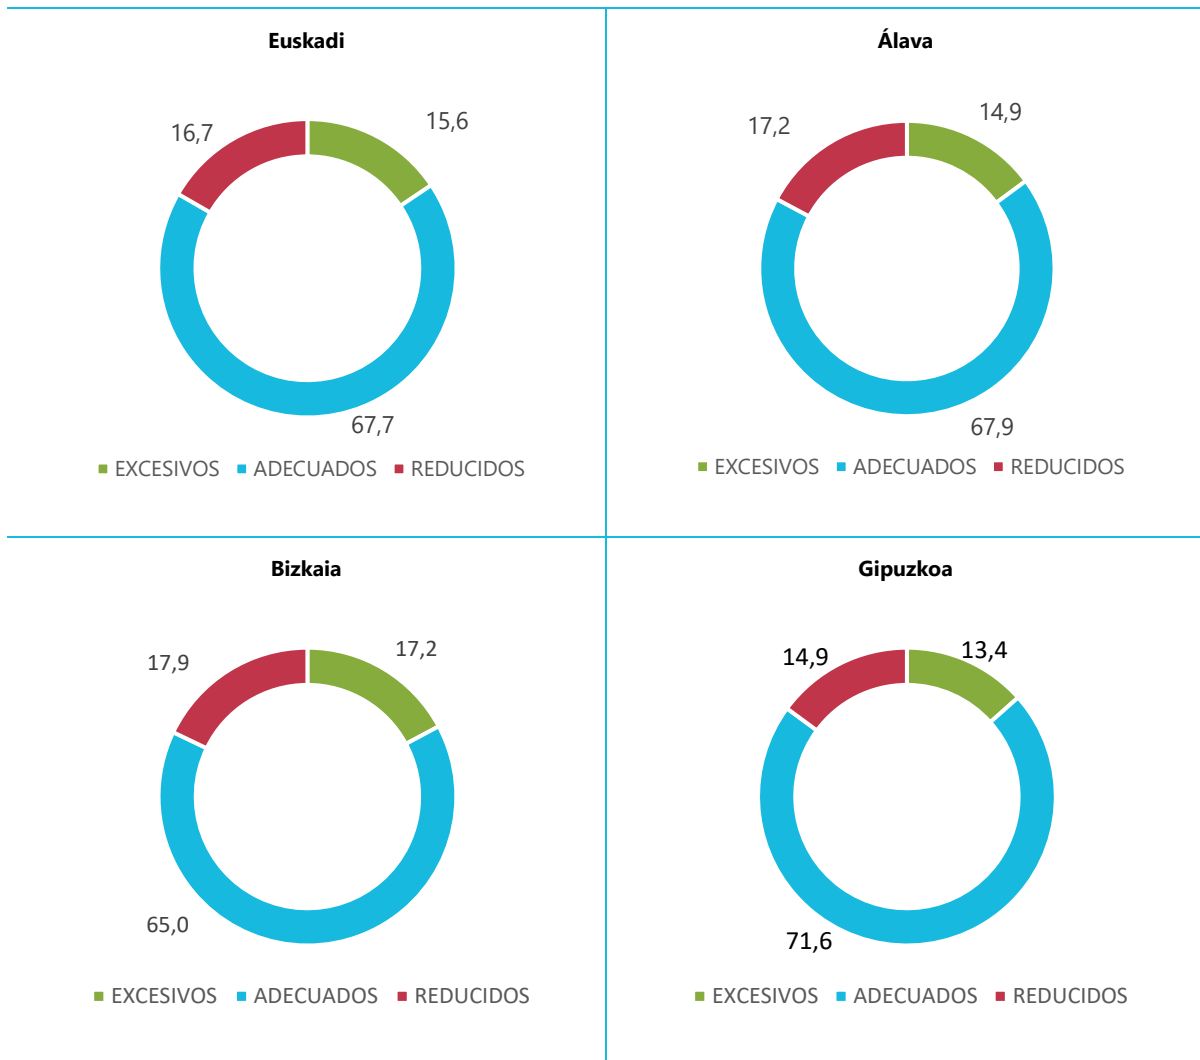 Euskadi
15,6
16,7
67,7
EXCESIVOS ADECUADOS REDUCIDOS
Álava
14,9
17,2
67,9
EXCESIVOS ADECUADOS REDUCIDOS
Bizkaia
17,2
17,9
65,0
EXCESIVOS ADECUADOS REDUCIDOS
Gipuzkoa
13,4
14,9
71,6
EXCESIVOS ADECUADOS REDUCIDOS